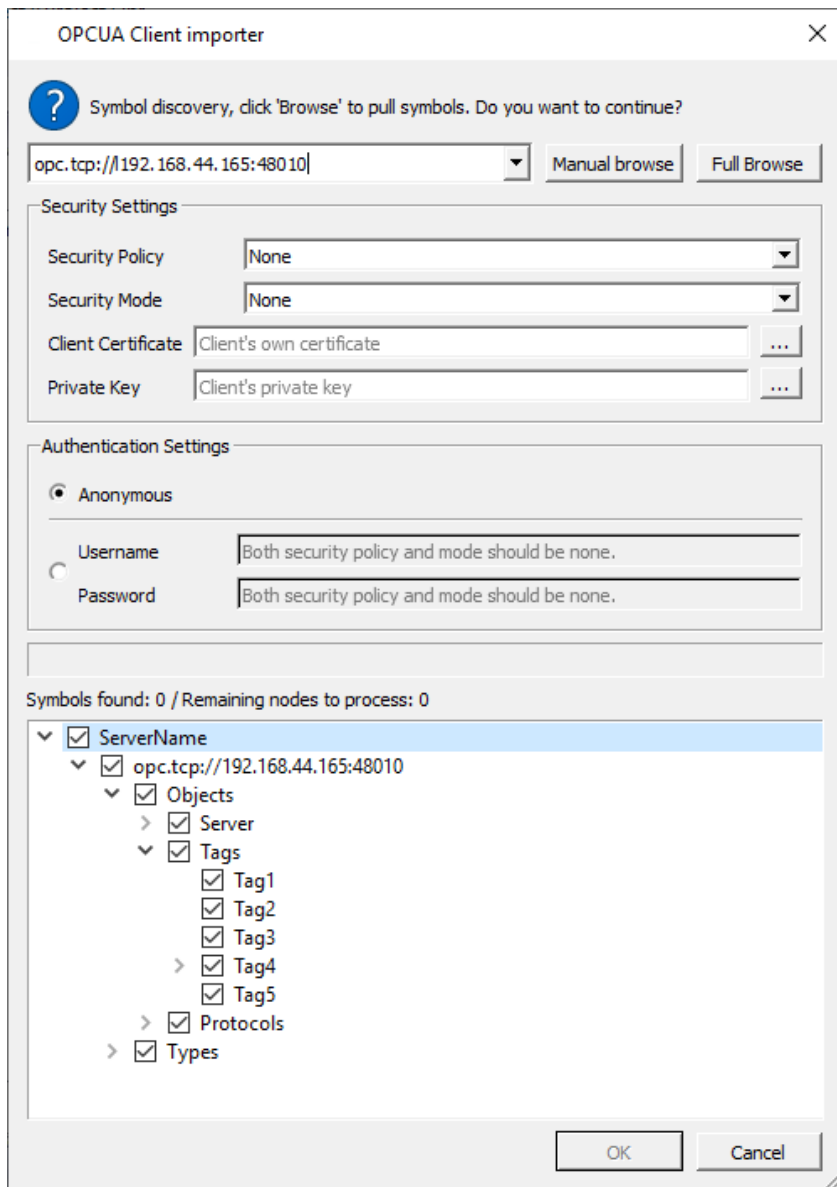 OPCUA Client importer
Symbol discovery, click 'Browse' to pull symbols. Do you want to continue?
opc.tcp://192.168.44.165:48010 Manual browse Full Browse
Security Settings
Security Policy None
Security Mode None
Client Certificate Client's own certificate ...
Private Key Client's private key ...
Authentication Settings
Anonymous
Username Both security policy and mode should be none.
Password Both security policy and mode should be none.
Symbols found: 0 / Remaining nodes to process: 0
ServerName
opc.tcp://192.168.44.165:48010
Objects
Server
Tags
Tag1
Tag2
Tag3
Tag4
Tag5
Protocols
Types
OK Cancel